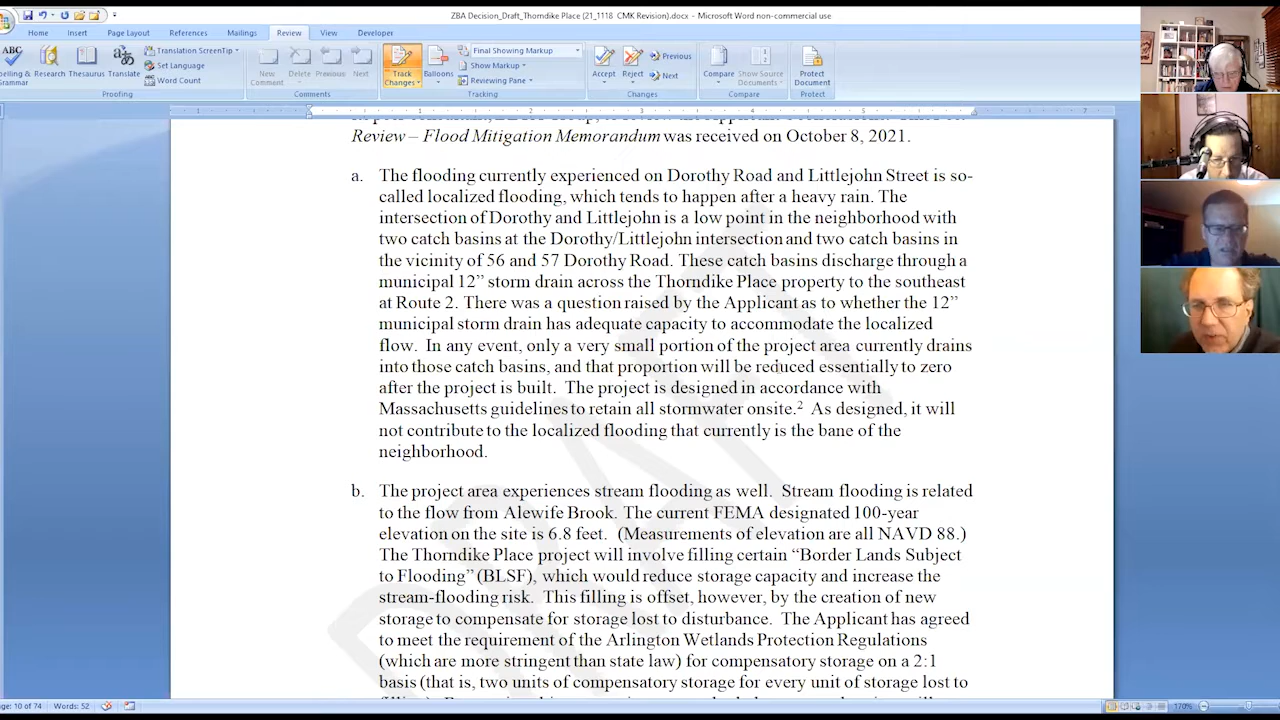 ZBA Decision_Draft_Thorndike Place (21_1118 CMK Revision).docx - Microsoft Word non-commercial use
Home Insert Page Layout References Mailings Review View Developer
ABC Spelling & Grammar
Research
Thesaurus
Translate
Translation ScreenTip
Set Language
Word Count
Proofing
New Comment
Delete
Previous
Next
Comments
Track Changes
Balloons
Final Showing Markup
Show Markup
Reviewing Pane
Tracking
Accept
Reject
Previous
Next
Changes
Compare
Show Source Documents
Compare
Protect Document
Protect
Review – Flood Mitigation Memorandum was received on October 8, 2021.
a. The flooding currently experienced on Dorothy Road and Littlejohn Street is so-
called localized flooding, which tends to happen after a heavy rain. The
intersection of Dorothy and Littlejohn is a low point in the neighborhood with
two catch basins at the Dorothy/Littlejohn intersection and two catch basins in
the vicinity of 56 and 57 Dorothy Road. These catch basins discharge through a
municipal 12” storm drain across the Thorndike Place property to the southeast
at Route 2. There was a question raised by the Applicant as to whether the 12”
municipal storm drain has adequate capacity to accommodate the localized
flow. In any event, only a very small portion of the project area currently drains
into those catch basins, and that proportion will be reduced essentially to zero
after the project is built. The project is designed in accordance with
Massachusetts guidelines to retain all stormwater onsite.2 As designed, it will
not contribute to the localized flooding that currently is the bane of the
neighborhood.
b. The project area experiences stream flooding as well. Stream flooding is related
to the flow from Alewife Brook. The current FEMA designated 100-year
elevation on the site is 6.8 feet. (Measurements of elevation are all NAVD 88.)
The Thorndike Place project will involve filling certain “Border Lands Subject
to Flooding” (BLSF), which would reduce storage capacity and increase the
stream-flooding risk. This filling is offset, however, by the creation of new
storage to compensate for storage lost to disturbance. The Applicant has agreed
to meet the requirement of the Arlington Wetlands Protection Regulations
(which are more stringent than state law) for compensatory storage on a 2:1
basis (that is, two units of compensatory storage for every unit of storage lost to
DRAFT
Page: 10 of 74 Words: 52 170%